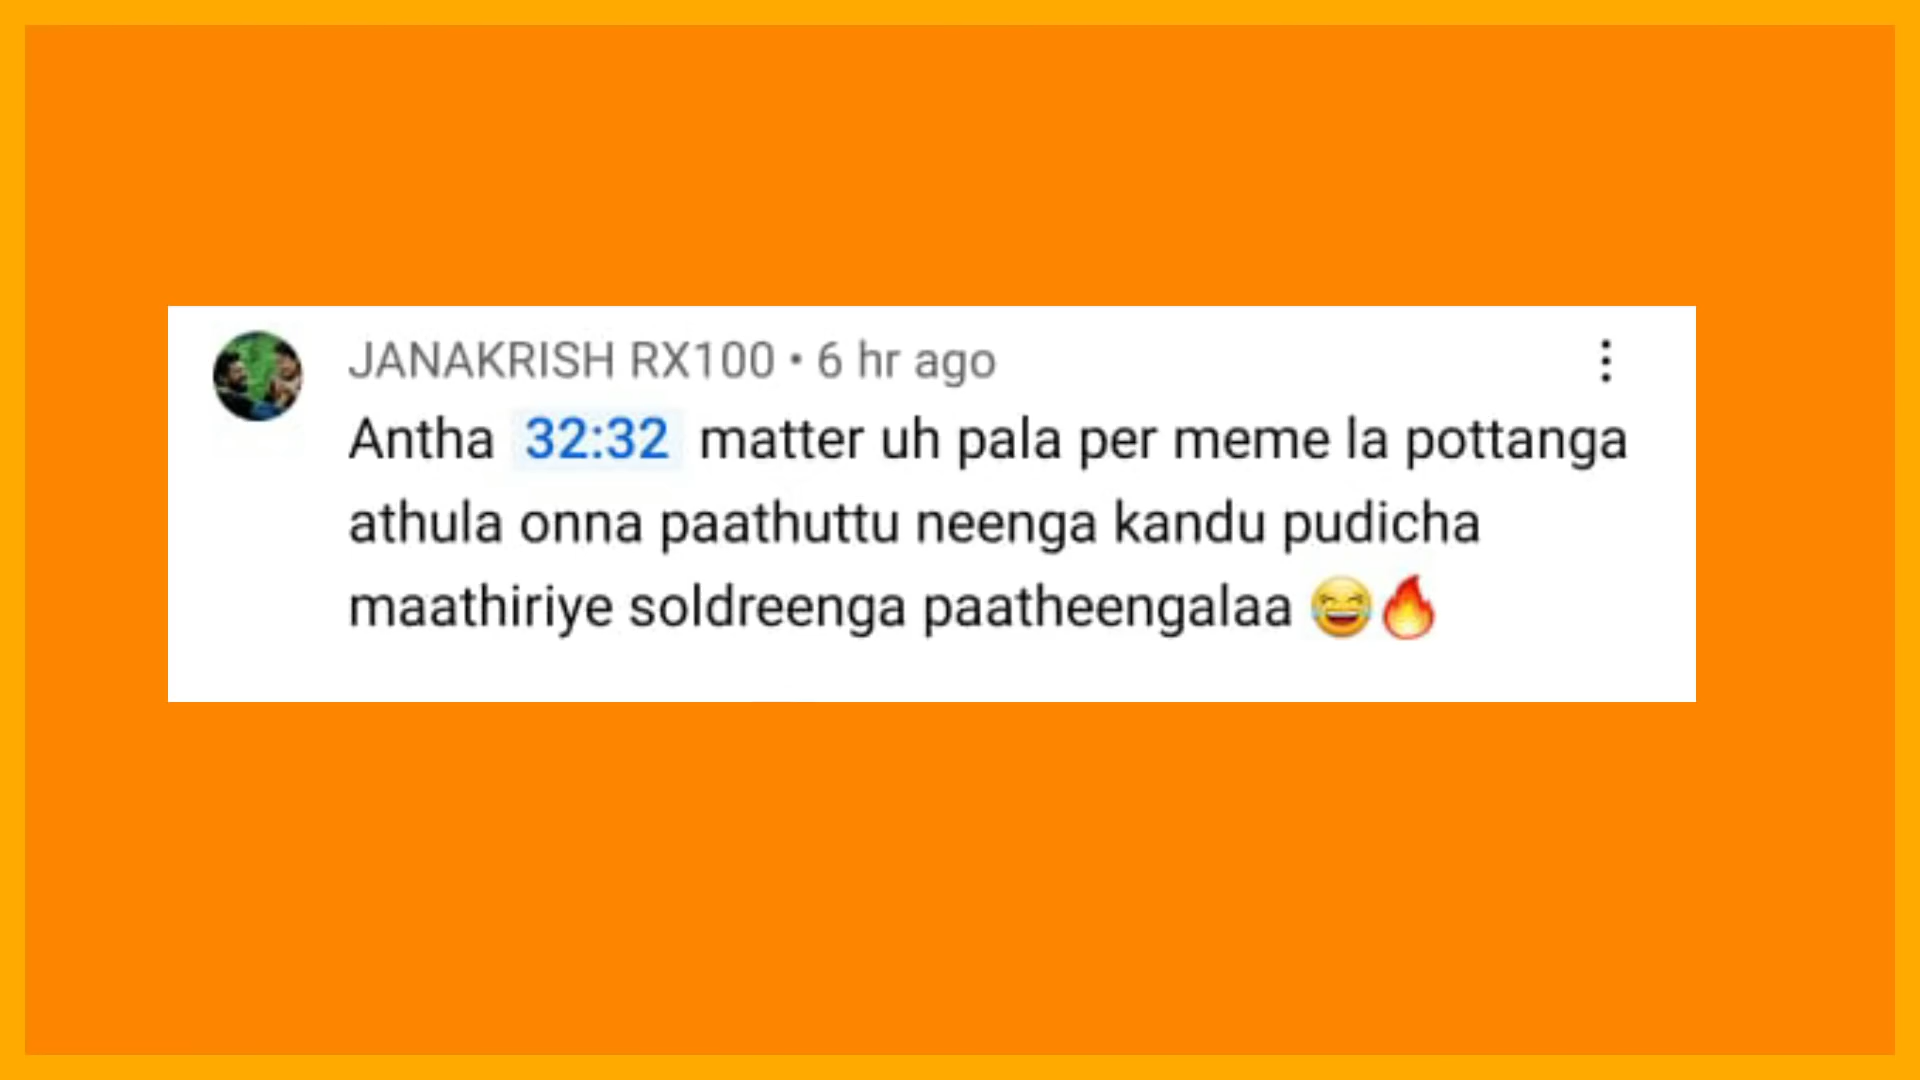 JANAKRISH RX100 • 6 hr ago
Antha 32:32 matter uh pala per meme la pottanga
athula onna paathuttu neenga kandu pudicha
maathiriye soldreenga paatheengalaa 😂🔥